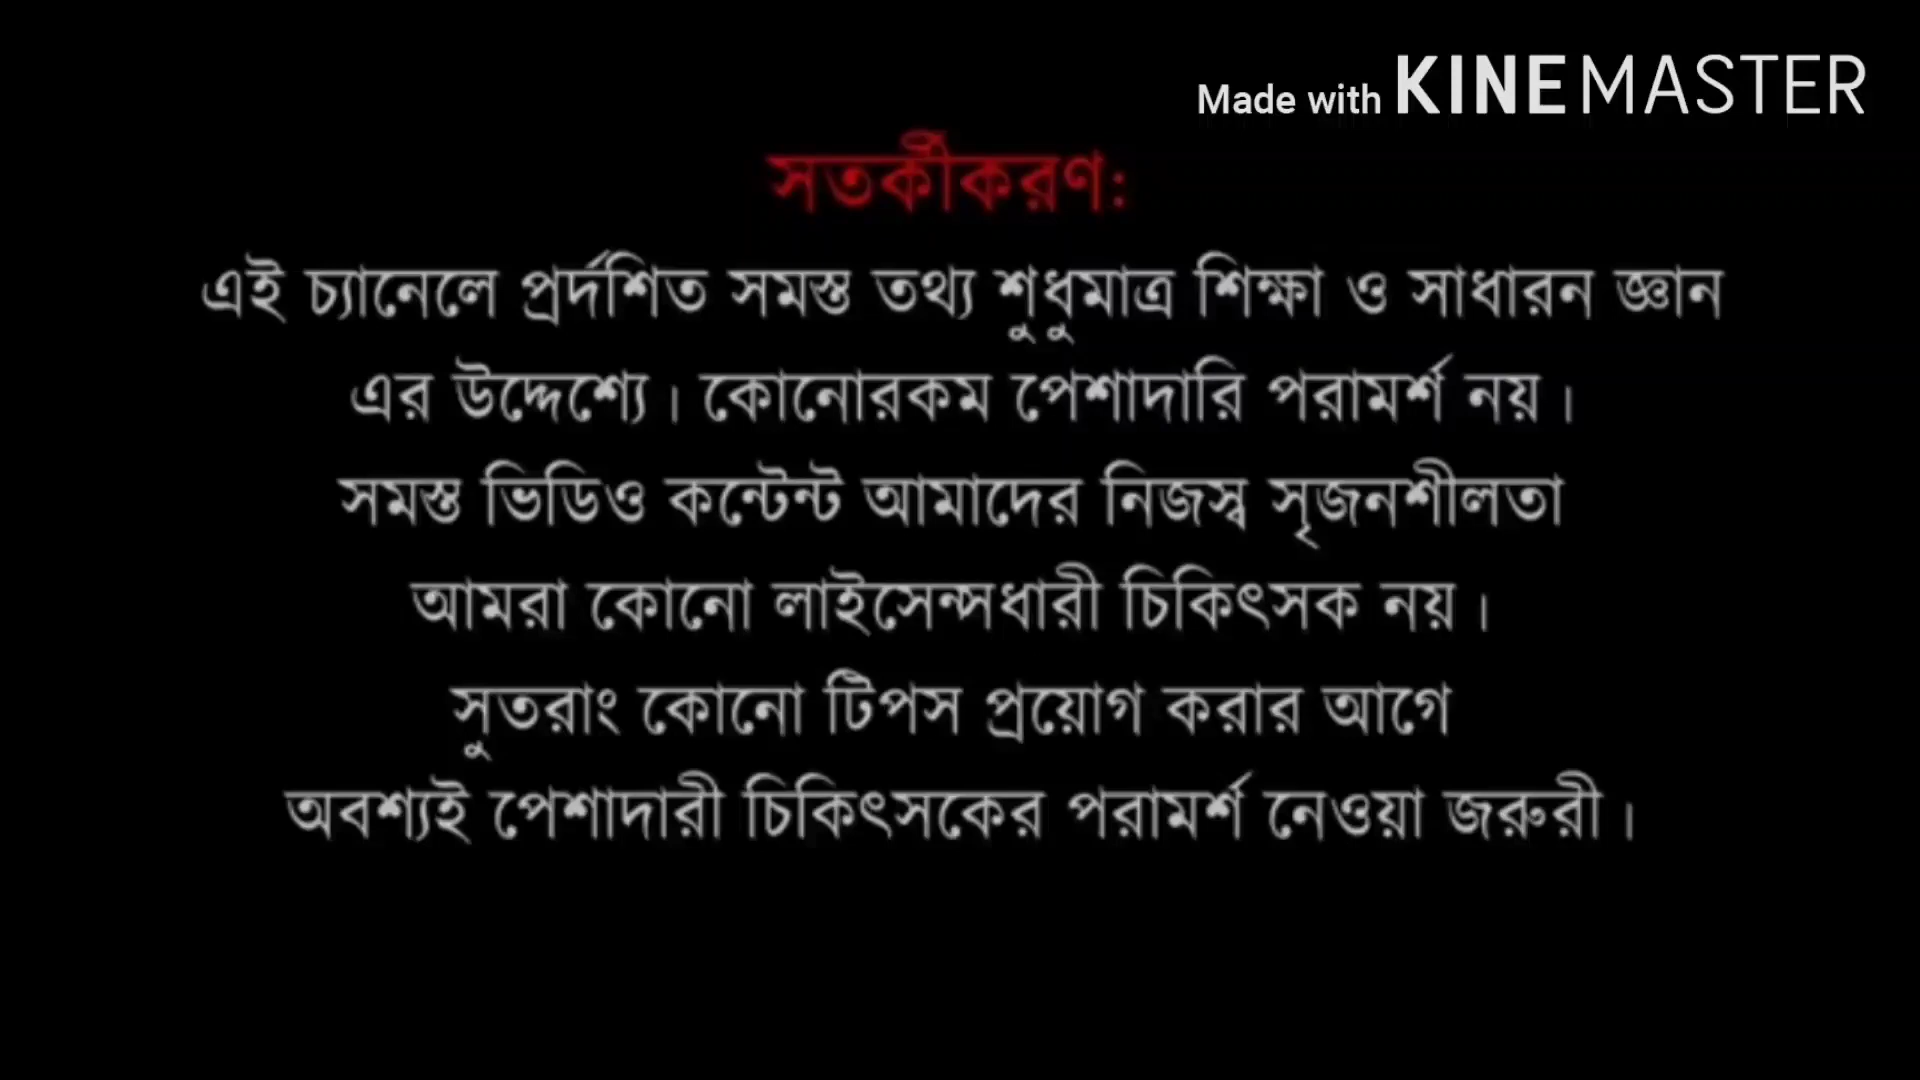 Made with KINEMASTER
সতর্কীকরণ:
এই চ্যানেলে প্রর্দশিত সমস্ত তথ্য শুধুমাত্র শিক্ষা ও সাধারন জ্ঞান
এর উদ্দেশ্যে। কোনোরকম পেশাদারি পরামর্শ নয়।
সমস্ত ভিডিও কন্টেন্ট আমাদের নিজস্ব সৃজনশীলতা
আমরা কোনো লাইসেন্সধারী চিকিৎসক নয়।
সুতরাং কোনো টিপস প্রয়োগ করার আগে
অবশ্যই পেশাদারী চিকিৎসকের পরামর্শ নেওয়া জরুরী।